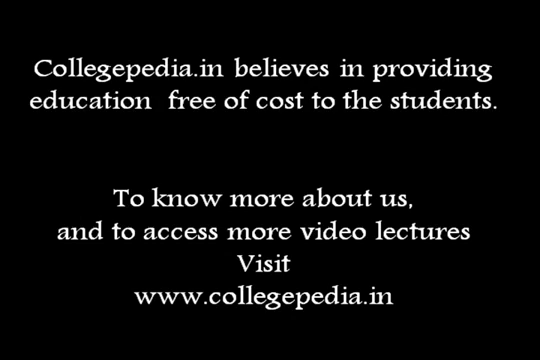 Collegepedia.in believes in providing
education  free of cost to the students.
To know more about us,
and to access more video lectures
Visit
www.collegepedia.in